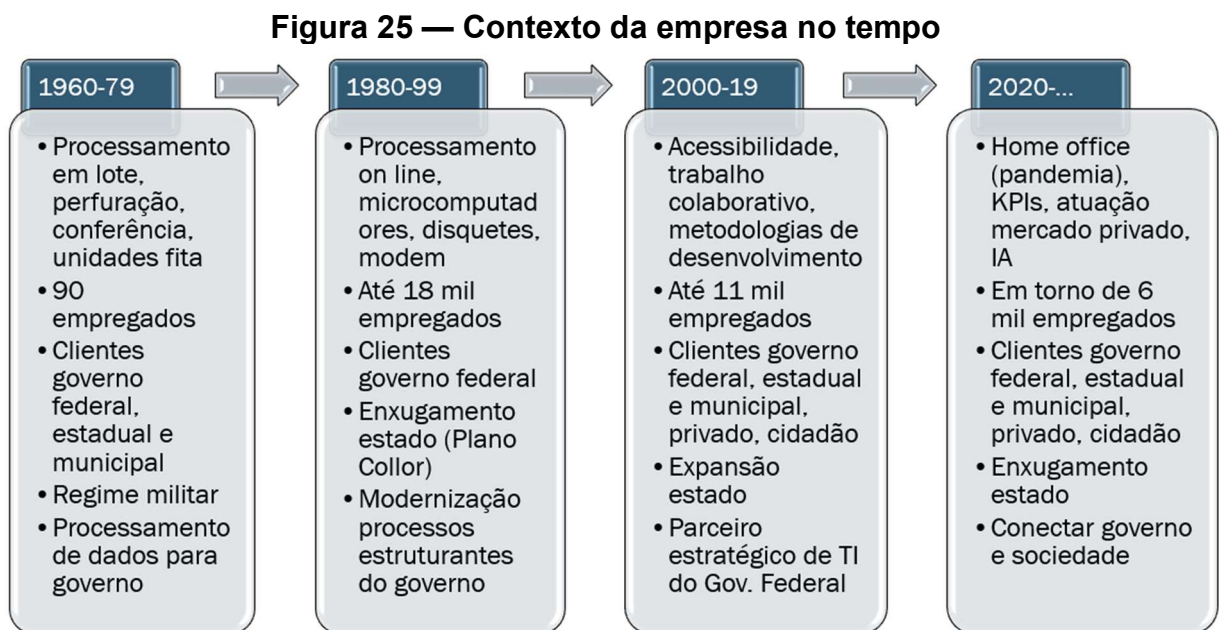 Figura 25 — Contexto da empresa no tempo
1960-79
• Processamento
em lote,
perfuração,
conferência,
unidades fita
• 90
empregados
• Clientes
governo
federal,
estadual e
municipal
• Regime militar
• Processamento
de dados para
governo
1980-99
• Processamento
on line,
microcomputad
ores, disquetes,
modem
• Até 18 mil
empregados
• Clientes
governo federal
• Enxugamento
estado (Plano
Collor)
• Modernização
processos
estruturantes
do governo
2000-19
• Acessibilidade,
trabalho
colaborativo,
metodologias de
desenvolvimento
• Até 11 mil
empregados
• Clientes governo
federal, estadual
e municipal,
privado, cidadão
• Expansão
estado
• Parceiro
estratégico de TI
do Gov. Federal
2020-...
• Home office
(pandemia),
KPIs, atuação
mercado privado,
IA
• Em torno de 6
mil empregados
• Clientes governo
federal, estadual
e municipal,
privado, cidadão
• Enxugamento
estado
• Conectar governo
e sociedade